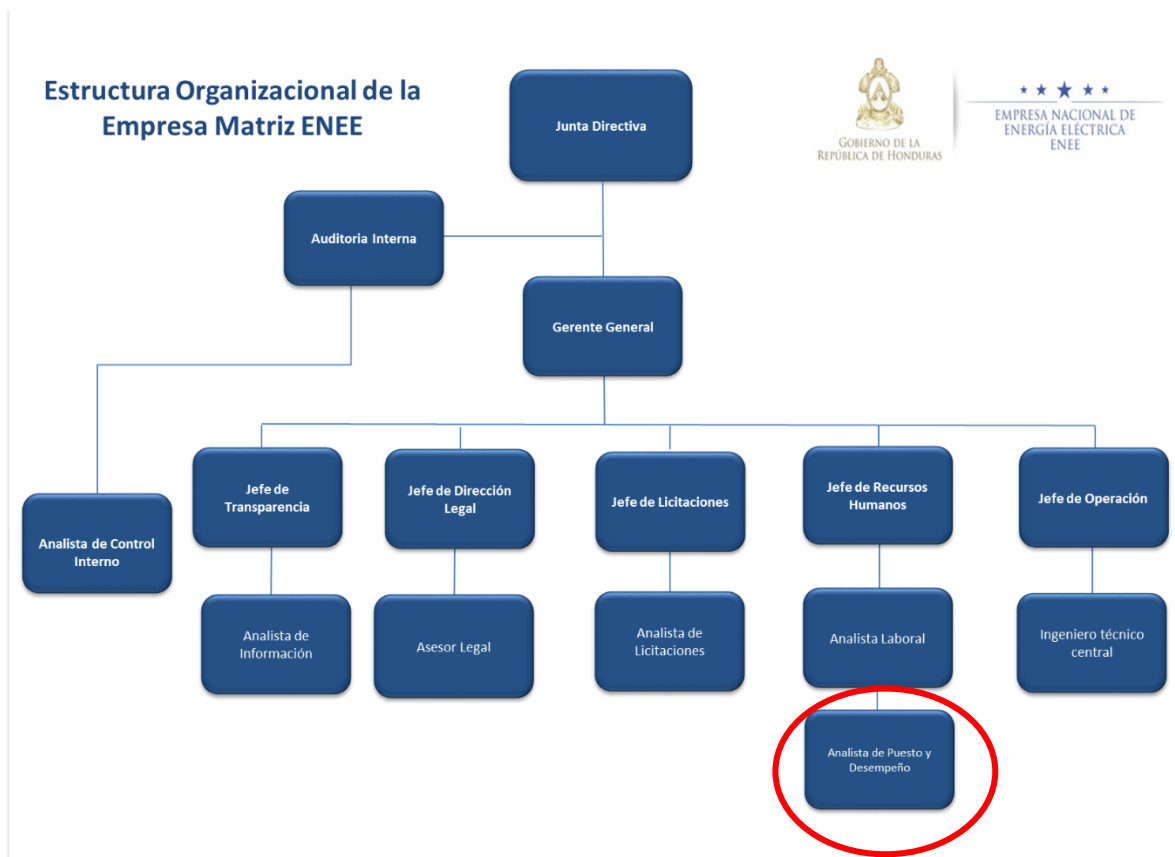 Estructura Organizacional de la
Empresa Matriz ENEE
Junta Directiva
GOBIERNO DE LA
REPÚBLICA DE HONDURAS
EMPRESA NACIONAL DE
ENERGÍA ELÉCTRICA
ENEE
Auditoria Interna
Gerente General
Analista de Control
Interno
Jefe de
Transparencia
Jefe de Dirección
Legal
Jefe de Licitaciones
Jefe de Recursos
Humanos
Jefe de Operación
Analista de
Información
Asesor Legal
Analista de
Licitaciones
Analista Laboral
Ingeniero técnico
central
Analista de Puesto y
Desempeño